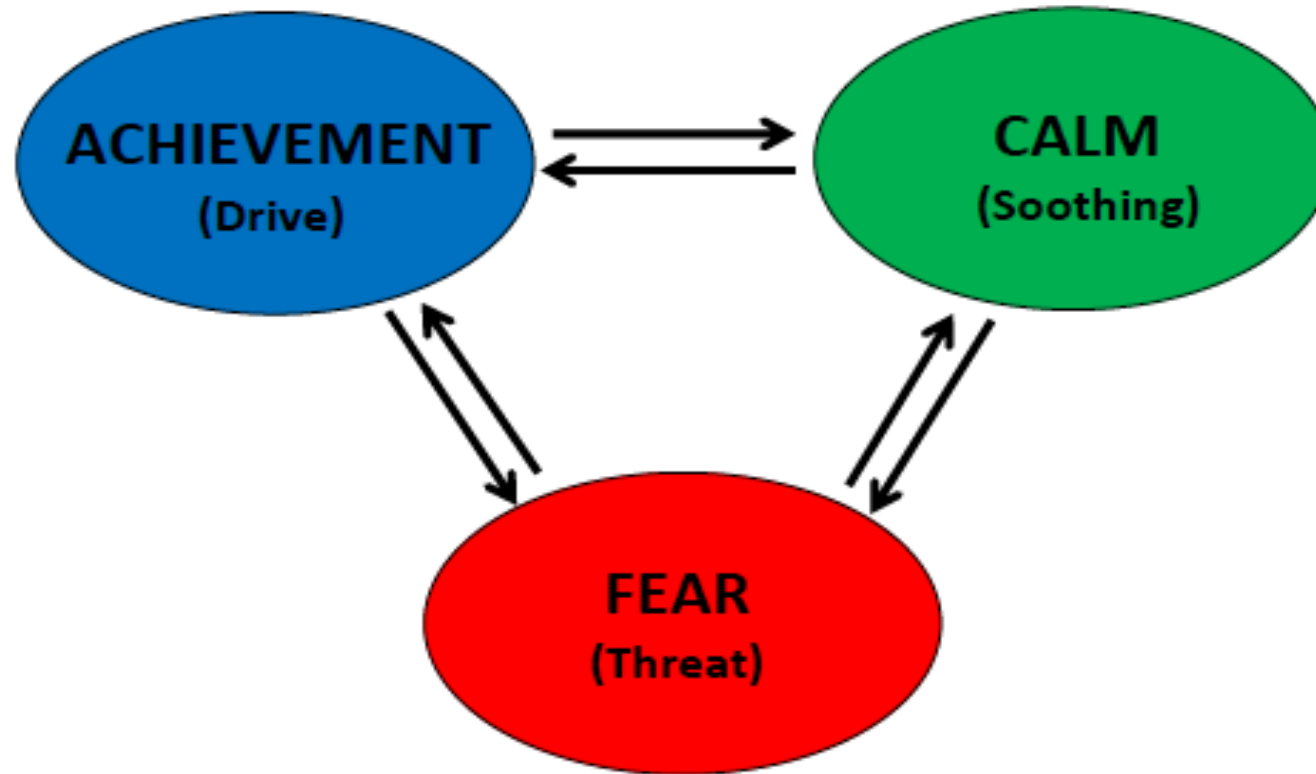 ACHIEVEMENT
(Drive)
CALM
(Soothing)
FEAR
(Threat)